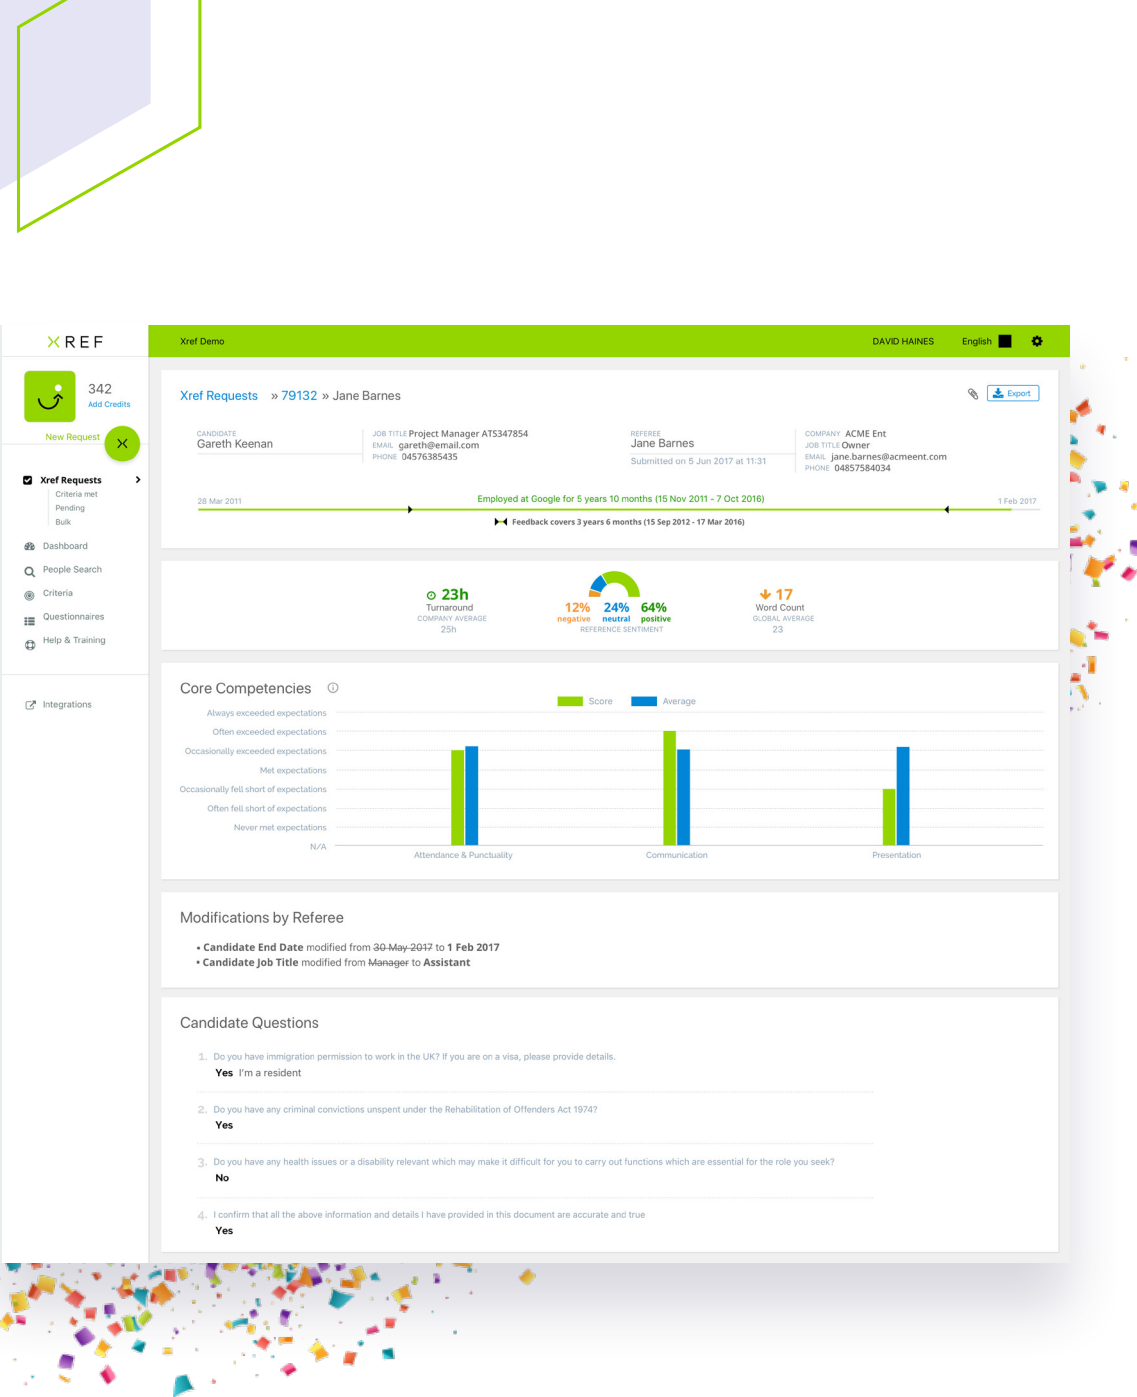 XREF
Xref Demo
DAVID HAINES
English
342
Add Credits
New Request
Xref Requests
Criteria met
Pending
Bulk
Dashboard
People Search
Criteria
Questionnaires
Help & Training
Integrations
Xref Requests » 79132 » Jane Barnes
Export
CANDIDATE
Gareth Keenan
JOB TITLE Project Manager ATS347854
EMAIL gareth@email.com
PHONE 04576385435
REFEREE
Jane Barnes
Submitted on 5 Jun 2017 at 11:31
COMPANY ACME Ent
JOB TITLE Owner
EMAIL jane.barnes@acmeent.com
PHONE 04857584034
28 Mar 2011
Employed at Google for 5 years 10 months (15 Nov 2011 - 7 Oct 2016)
1 Feb 2017
Feedback covers 3 years 6 months (15 Sep 2012 - 17 Mar 2016)
23h
Turnaround
COMPANY AVERAGE
25h
12% 24% 64%
negative neutral positive
REFERENCE SENTIMENT
17
Word Count
GLOBAL AVERAGE
23
Core Competencies
Score Average
Always exceeded expectations
Often exceeded expectations
Occasionally exceeded expectations
Met expectations
Occasionally fell short of expectations
Often fell short of expectations
Never met expectations
N/A
Attendance & Punctuality Communication Presentation
Modifications by Referee
• Candidate End Date modified from 30 May 2017 to 1 Feb 2017
• Candidate Job Title modified from Manager to Assistant
Candidate Questions
1. Do you have immigration permission to work in the UK? If you are on a visa, please provide details.
Yes I'm a resident
2. Do you have any criminal convictions unspent under the Rehabilitation of Offenders Act 1974?
Yes
3. Do you have any health issues or a disability relevant which may make it difficult for you to carry out functions which are essential for the role you seek?
No
4. I confirm that all the above information and details I have provided in this document are accurate and true
Yes